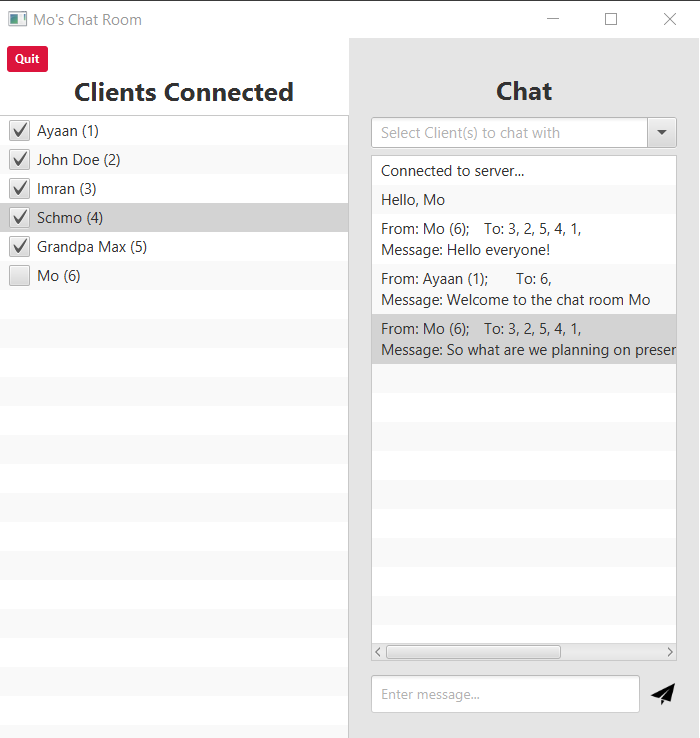 Mo's Chat Room
Quit
Clients Connected
Ayaan (1)
John Doe (2)
Imran (3)
Schmo (4)
Grandpa Max (5)
Mo (6)
Chat
Select Client(s) to chat with
Connected to server...
Hello, Mo
From: Mo (6); To: 3, 2, 5, 4, 1,
Message: Hello everyone!
From: Ayaan (1); To: 6,
Message: Welcome to the chat room Mo
From: Mo (6); To: 3, 2, 5, 4, 1,
Message: So what are we planning on preser
Enter message...